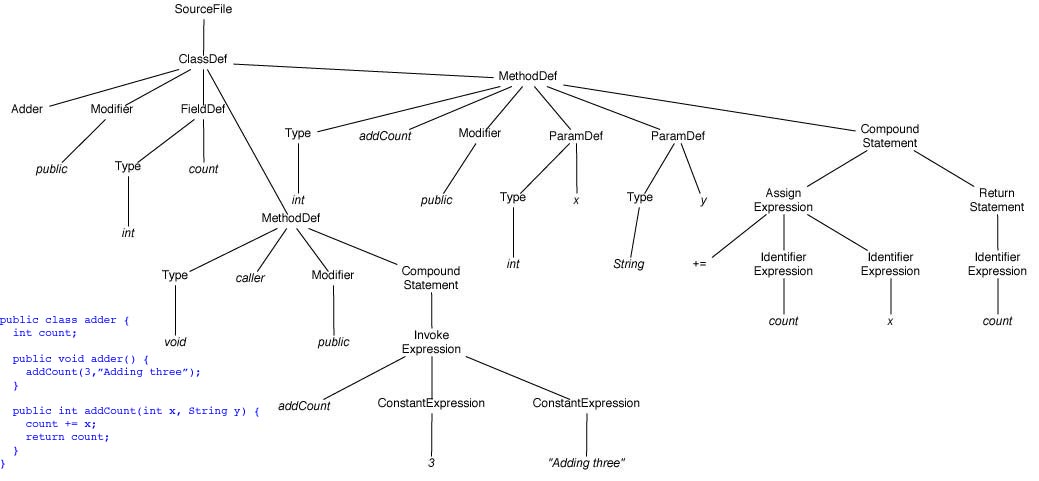 SourceFile
ClassDef
MethodDef
Adder
Modifier
FieldDef
Type
addCount
Modifier
ParamDef
ParamDef
Compound
Statement
public
Type
count
int
public
Type
x
Type
y
Assign
Expression
Return
Statement
int
MethodDef
int
String
+=
Identifier
Expression
Identifier
Expression
Identifier
Expression
Type
caller
Modifier
Compound
Statement
count
x
count
void
public
Invoke
Expression
addCount
ConstantExpression
ConstantExpression
3
"Adding three"
public class adder {
int count;
public void adder() {
addCount(3,”Adding three”);
}
public int addCount(int x, String y) {
count += x;
return count;
}
}